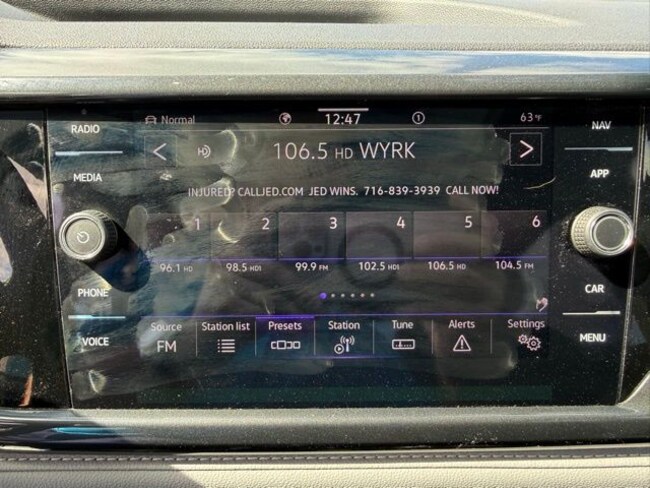 RADIO
Normal
12:47
1
63 °F
NAV
MEDIA
106.5 HD WYRK
APP
INJURED? CALLJED.COM JED WINS. 716-839-3939 CALL NOW!
1 2 3 4 5 6
96.1 HD 98.5 HD1 99.9 FM 102.5 HD1 106.5 HD 104.5 FM
PHONE
CAR
VOICE
Source Station list Presets Station Tune Alerts Settings
FM
MENU